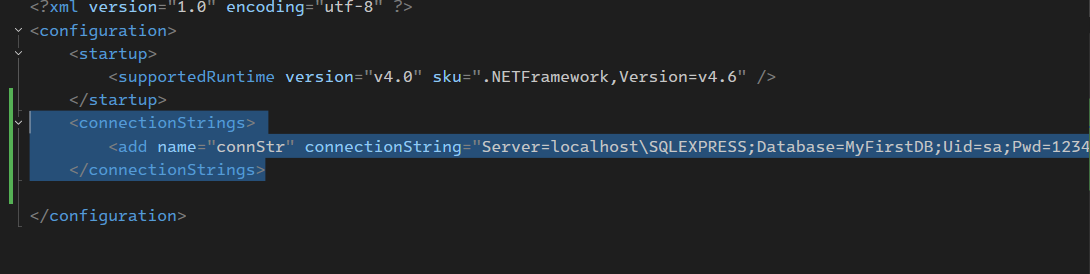 <?xml version="1.0" encoding="utf-8" ?>
<configuration>
<startup>
<supportedRuntime version="v4.0" sku=".NETFramework,Version=v4.6" />
</startup>
<connectionStrings>
<add name="connStr" connectionString="Server=localhost\SQLEXPRESS;Database=MyFirstDB;Uid=sa;Pwd=1234
</connectionStrings>
</configuration>